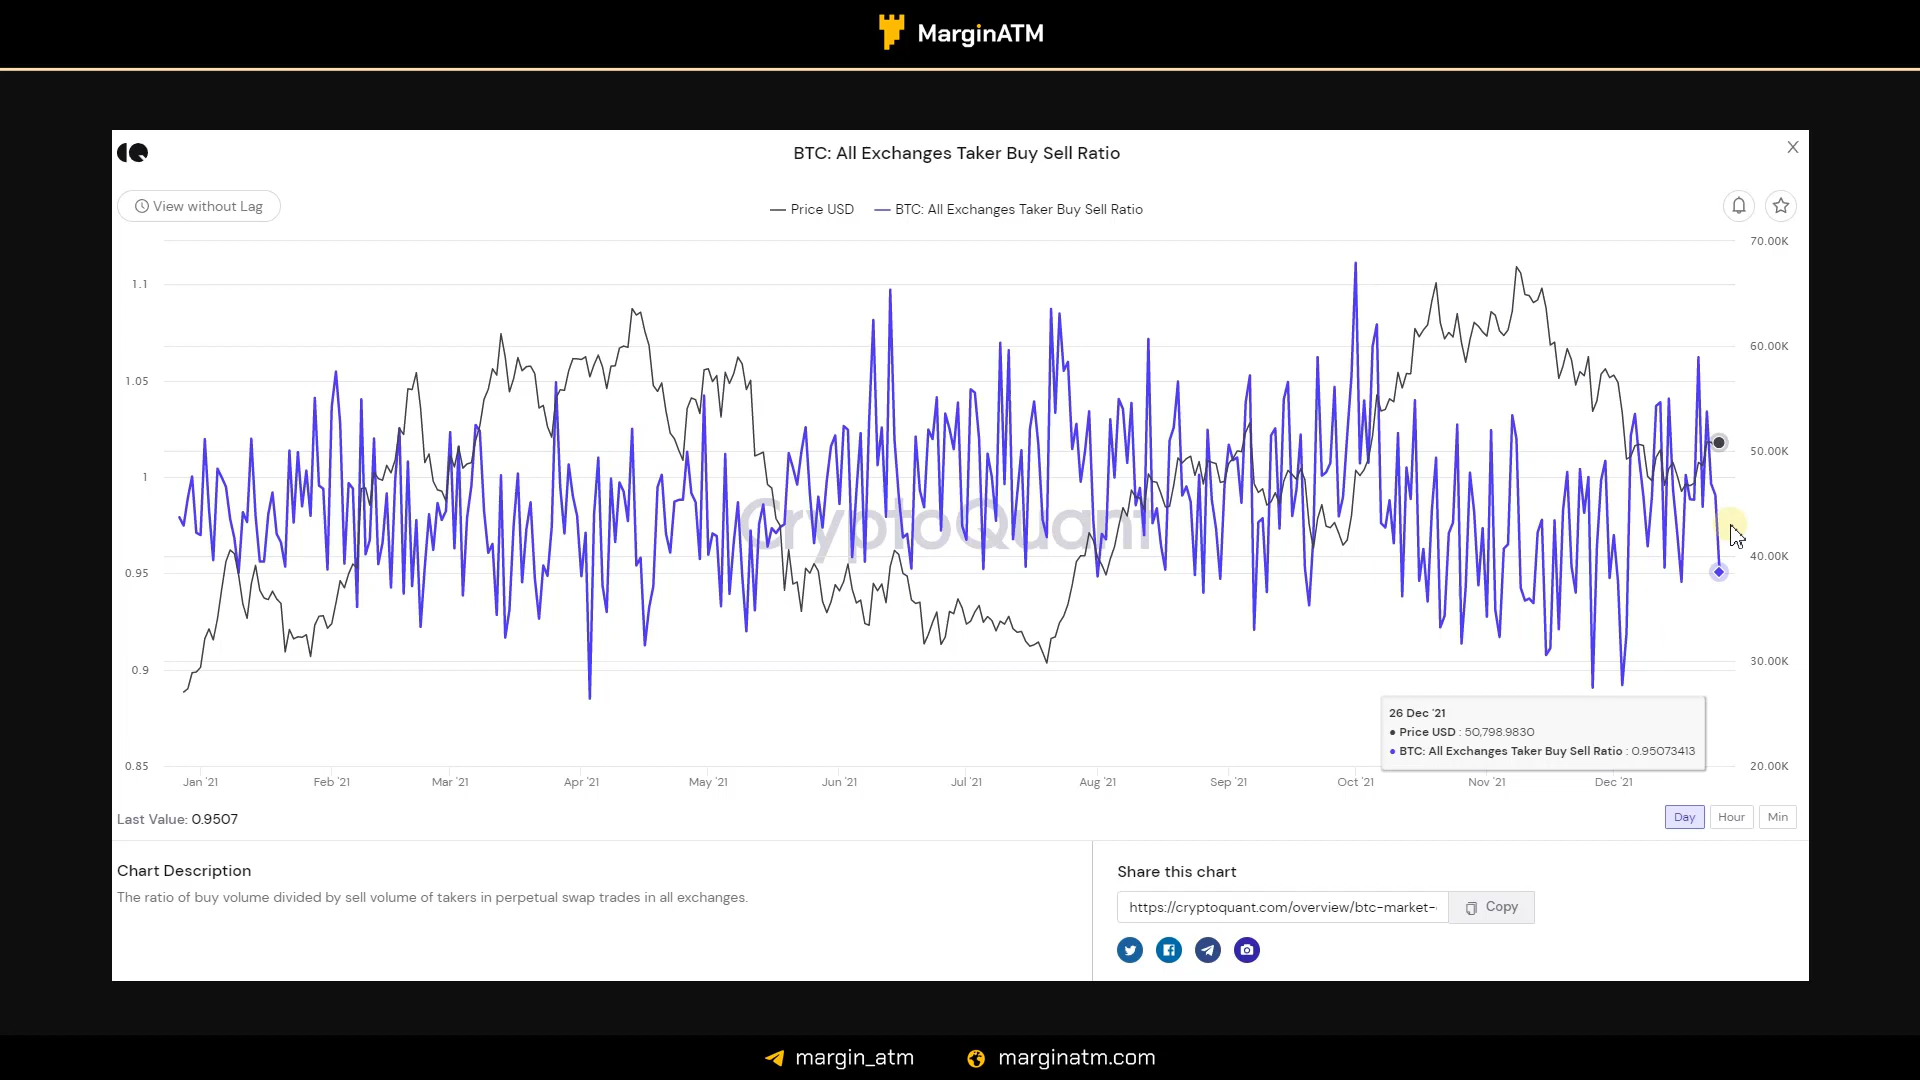 MarginATM
BTC: All Exchanges Taker Buy Sell Ratio
X
View without Lag
Price USD
BTC: All Exchanges Taker Buy Sell Ratio
70.00K
1.1
60.00K
1.05
50.00K
1
CryptoQuant
40.00K
0.95
30.00K
0.9
26 Dec '21
Price USD : 50,798.9830
BTC: All Exchanges Taker Buy Sell Ratio : 0.95073413
0.85
20.00K
Jan '21 Feb '21 Mar '21 Apr '21 May '21 Jun '21 Jul '21 Aug '21 Sep '21 Oct '21 Nov '21 Dec '21
Last Value: 0.9507
Day Hour Min
Chart Description
The ratio of buy volume divided by sell volume of takers in perpetual swap trades in all exchanges.
Share this chart
https://cryptoquant.com/overview/btc-market-
Copy
margin_atm
marginatm.com